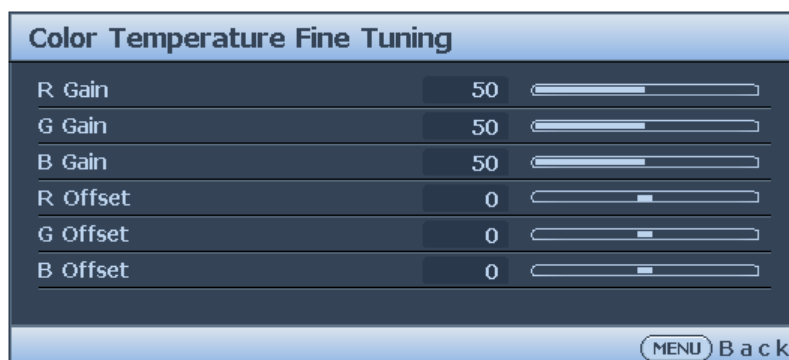 Color Temperature Fine Tuning
R Gain 50
G Gain 50
B Gain 50
R Offset 0
G Offset 0
B Offset 0
MENU Back